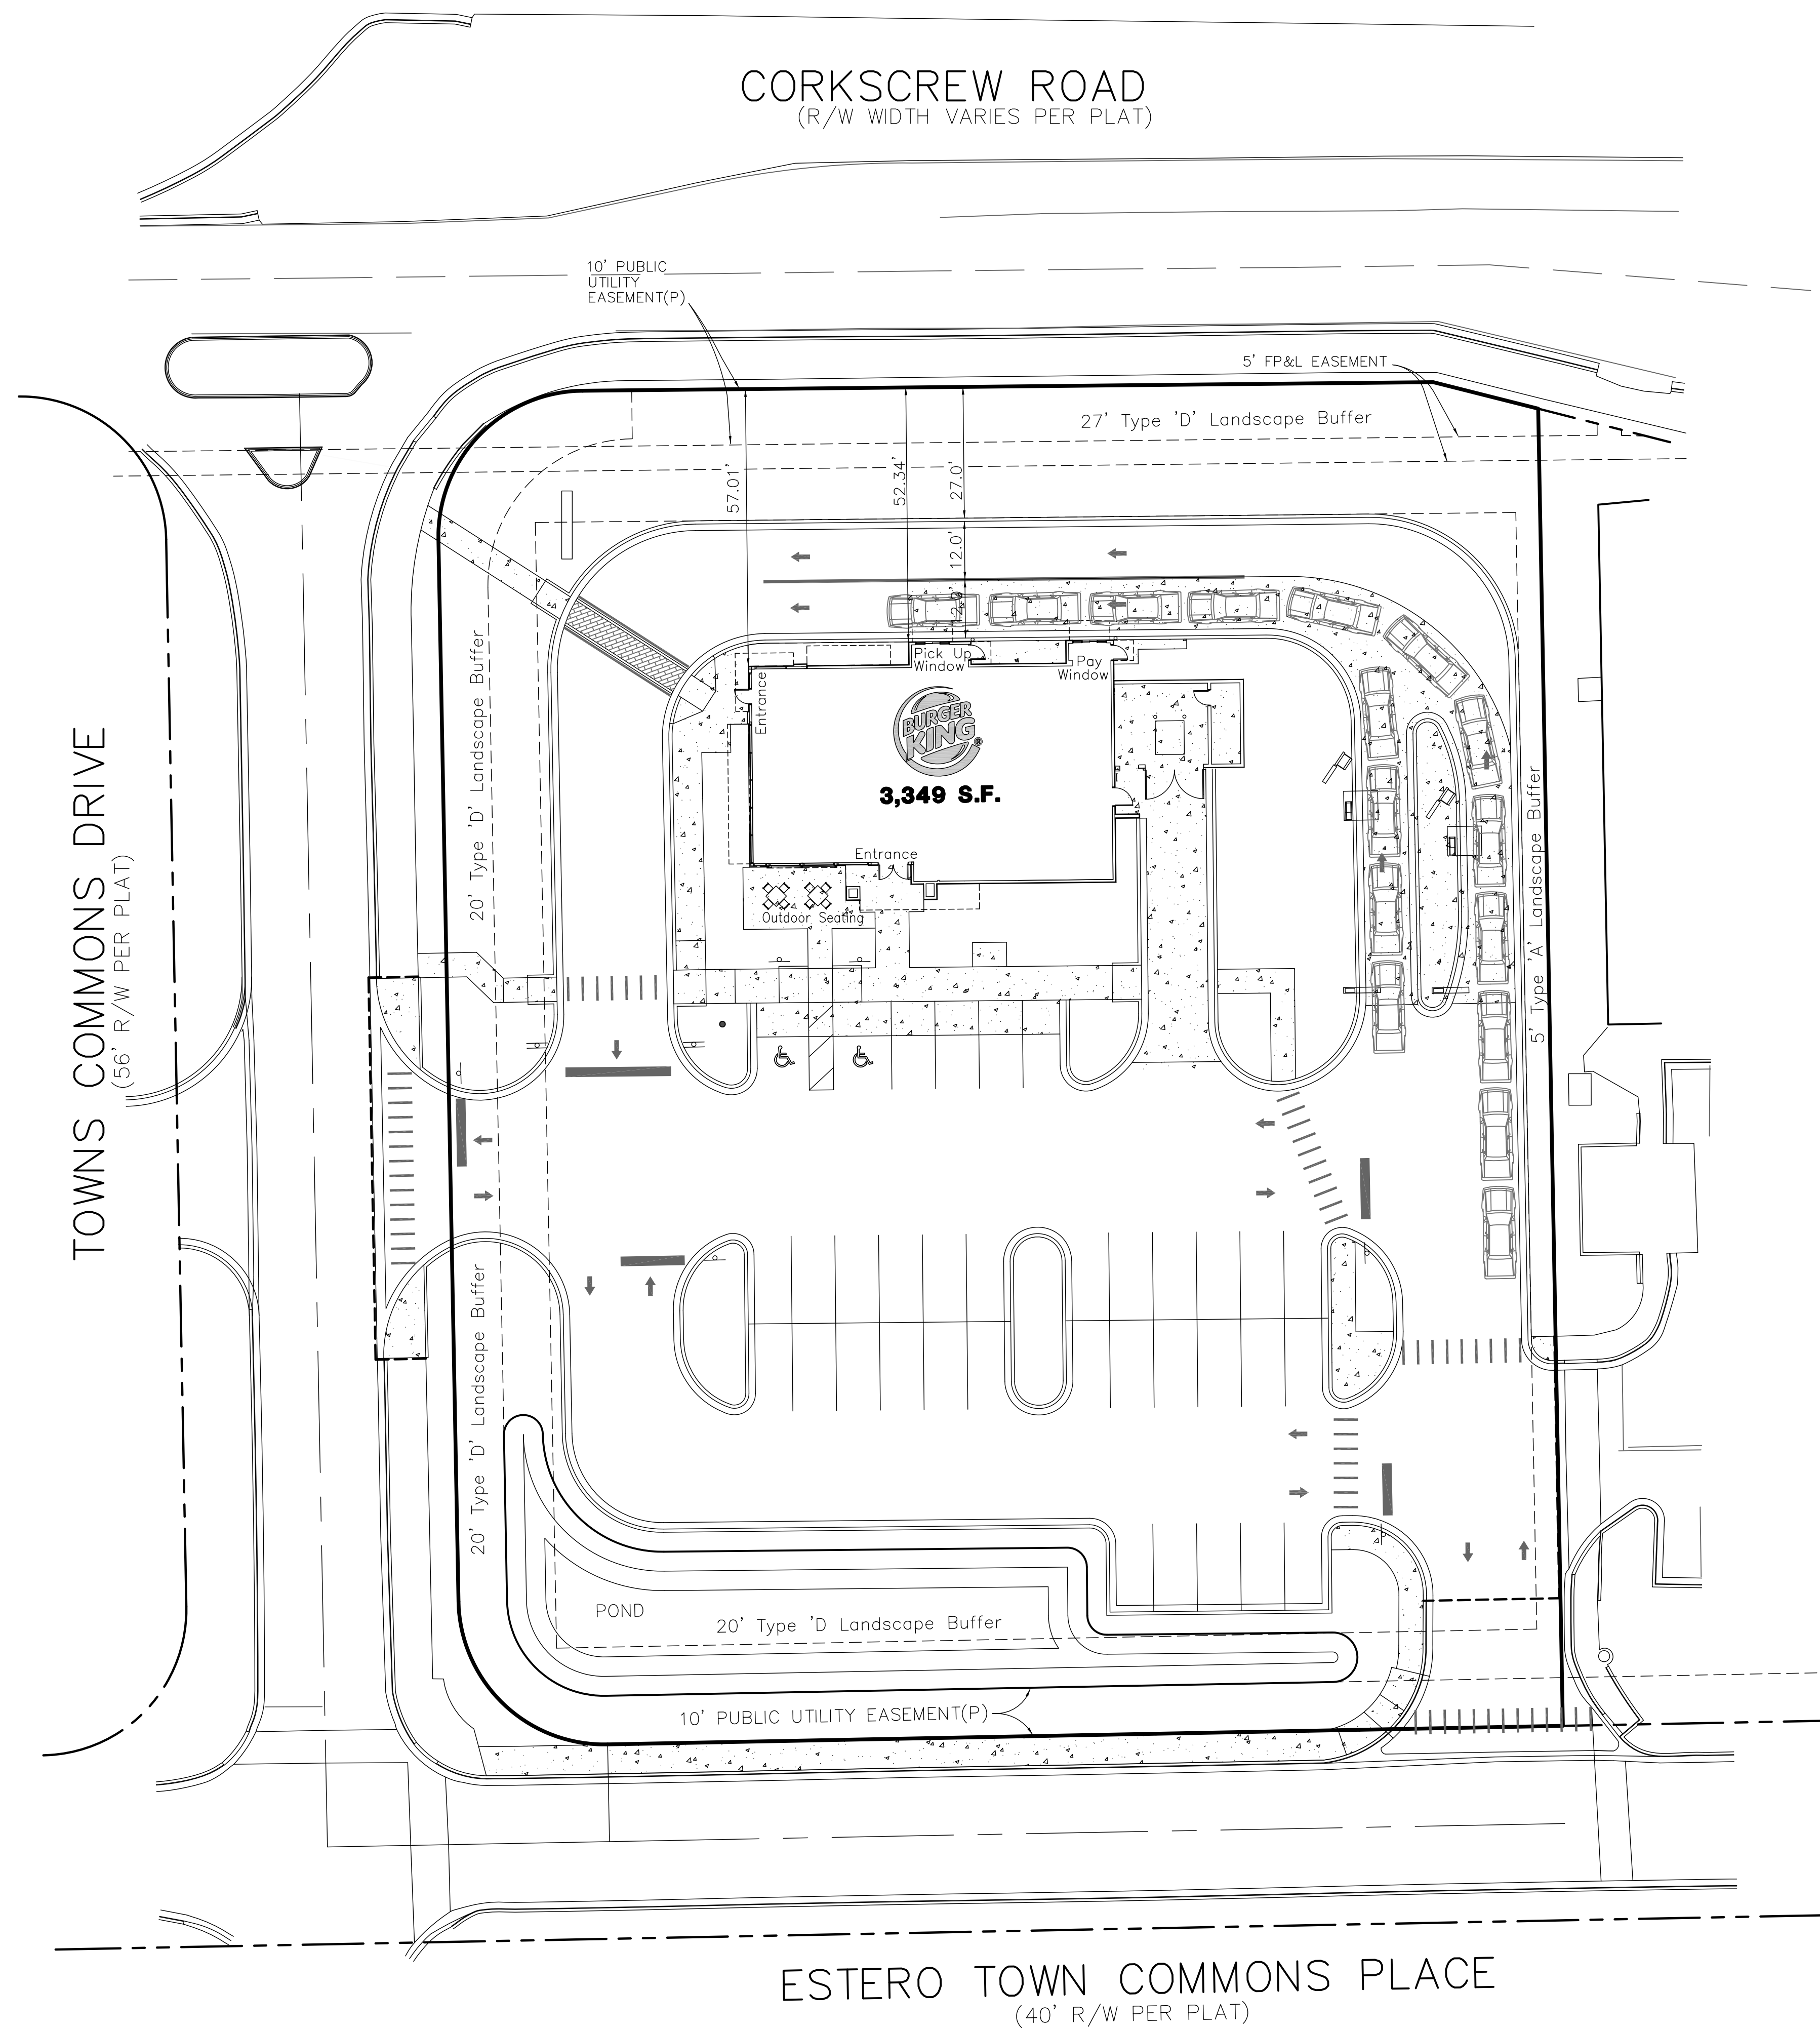 CORKSCREW ROAD
(R/W WIDTH VARIES PER PLAT)
10' PUBLIC
UTILITY
EASEMENT(P)
5' FP&L EASEMENT
27' Type 'D' Landscape Buffer
57.01'
52.34'
27.0'
12.0'
Pick Up
Window
Pay
Window
Entrance
BURGER
KING®
3,349 S.F.
Entrance
Outdoor Seating
20' Type 'D' Landscape Buffer
5' Type 'A' Landscape Buffer
TOWNS COMMONS DRIVE
(56' R/W PER PLAT)
20' Type 'D' Landscape Buffer
POND
20' Type 'D Landscape Buffer
10' PUBLIC UTILITY EASEMENT(P)
ESTERO TOWN COMMONS PLACE
(40' R/W PER PLAT)